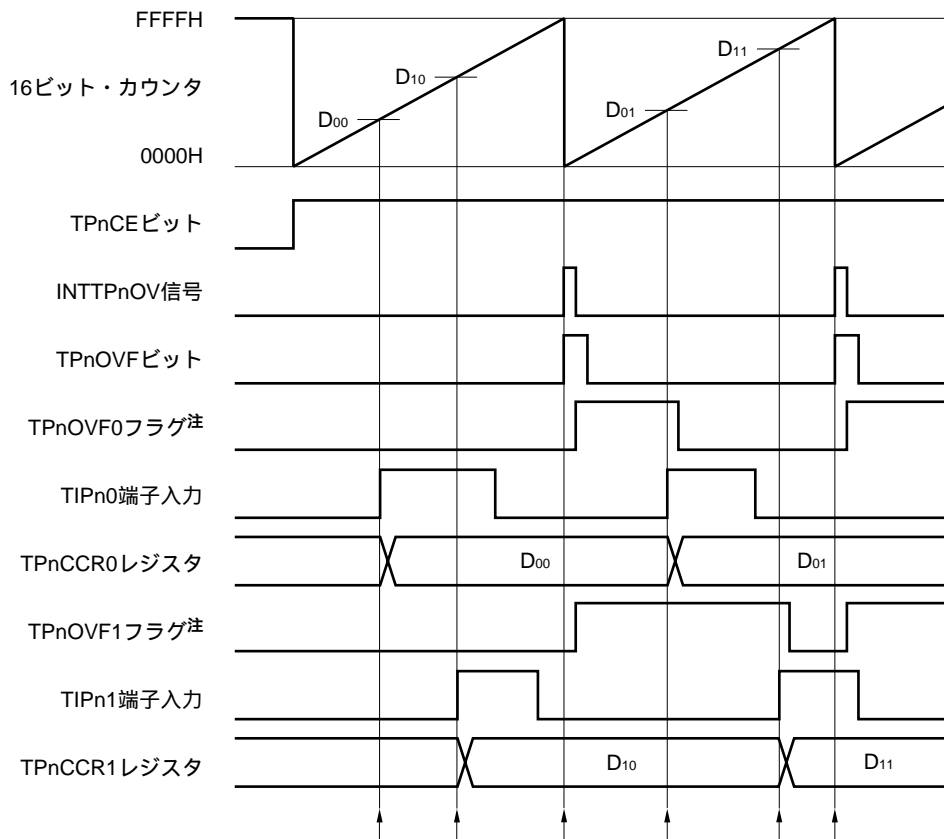 FFFFH
16ビット・カウンタ
0000H
D00
D10
D01
D11
TPnCEビット
INTTPnOV信号
TPnOVFビット
TPnOVF0フラグ注
TIPn0端子入力
TPnCCR0レジスタ
D00
D01
TPnOVF1フラグ注
TIPn1端子入力
TPnCCR1レジスタ
D10
D11